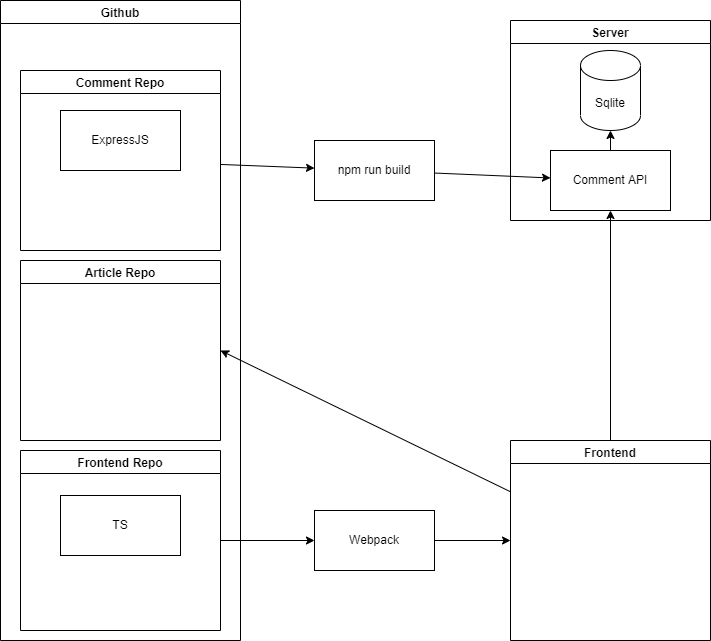 Github
Server
Comment Repo
Sqlite
ExpressJS
npm run build
Comment API
Article Repo
Frontend Repo
Frontend
TS
Webpack